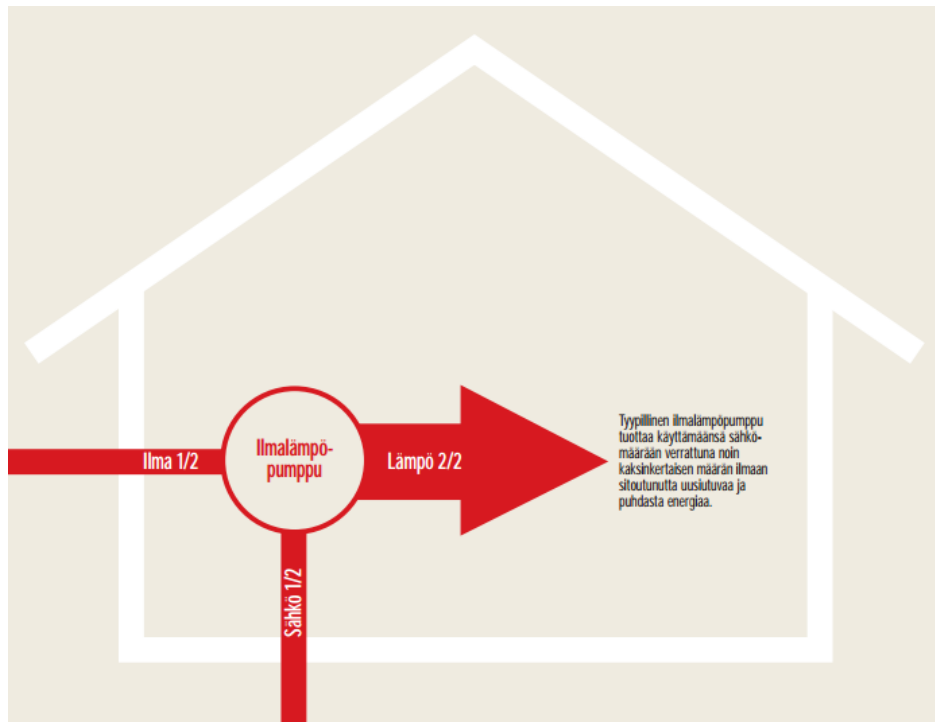 Ilma 1/2
Ilmalämpö-
pumppu
Lämpö 2/2
Sähkö 1/2
Tyypillinen ilmalämpöpumppu
tuottaa käyttämäänsä sähkö-
määrään verrattuna noin
kaksinkertaisen määrän ilmaan
sitoutunutta uusiutuvaa ja
puhdasta energiaa.